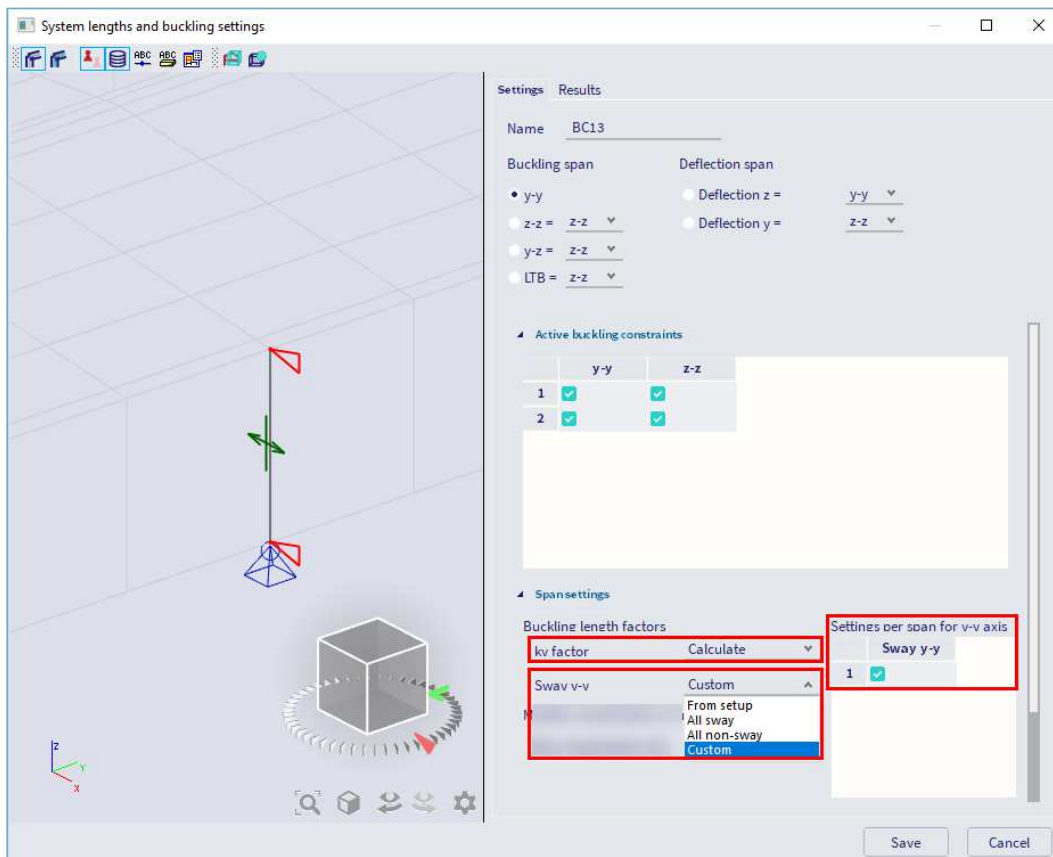 System lengths and buckling settings
ABC ABC
Settings Results
Name BC13
Buckling span Deflection span
y-y Deflection z = y-y
z-z = z-z Deflection y = z-z
y-z = z-z
LTB = z-z
Active buckling constraints
y-y z-z
1
2
Span settings
Buckling length factors Settings per span for y-y axis
ky factor Calculate Sway y-y
1
Sway y-y Custom
From setup
All sway
All non-sway
Custom
z
y
x
Save Cancel